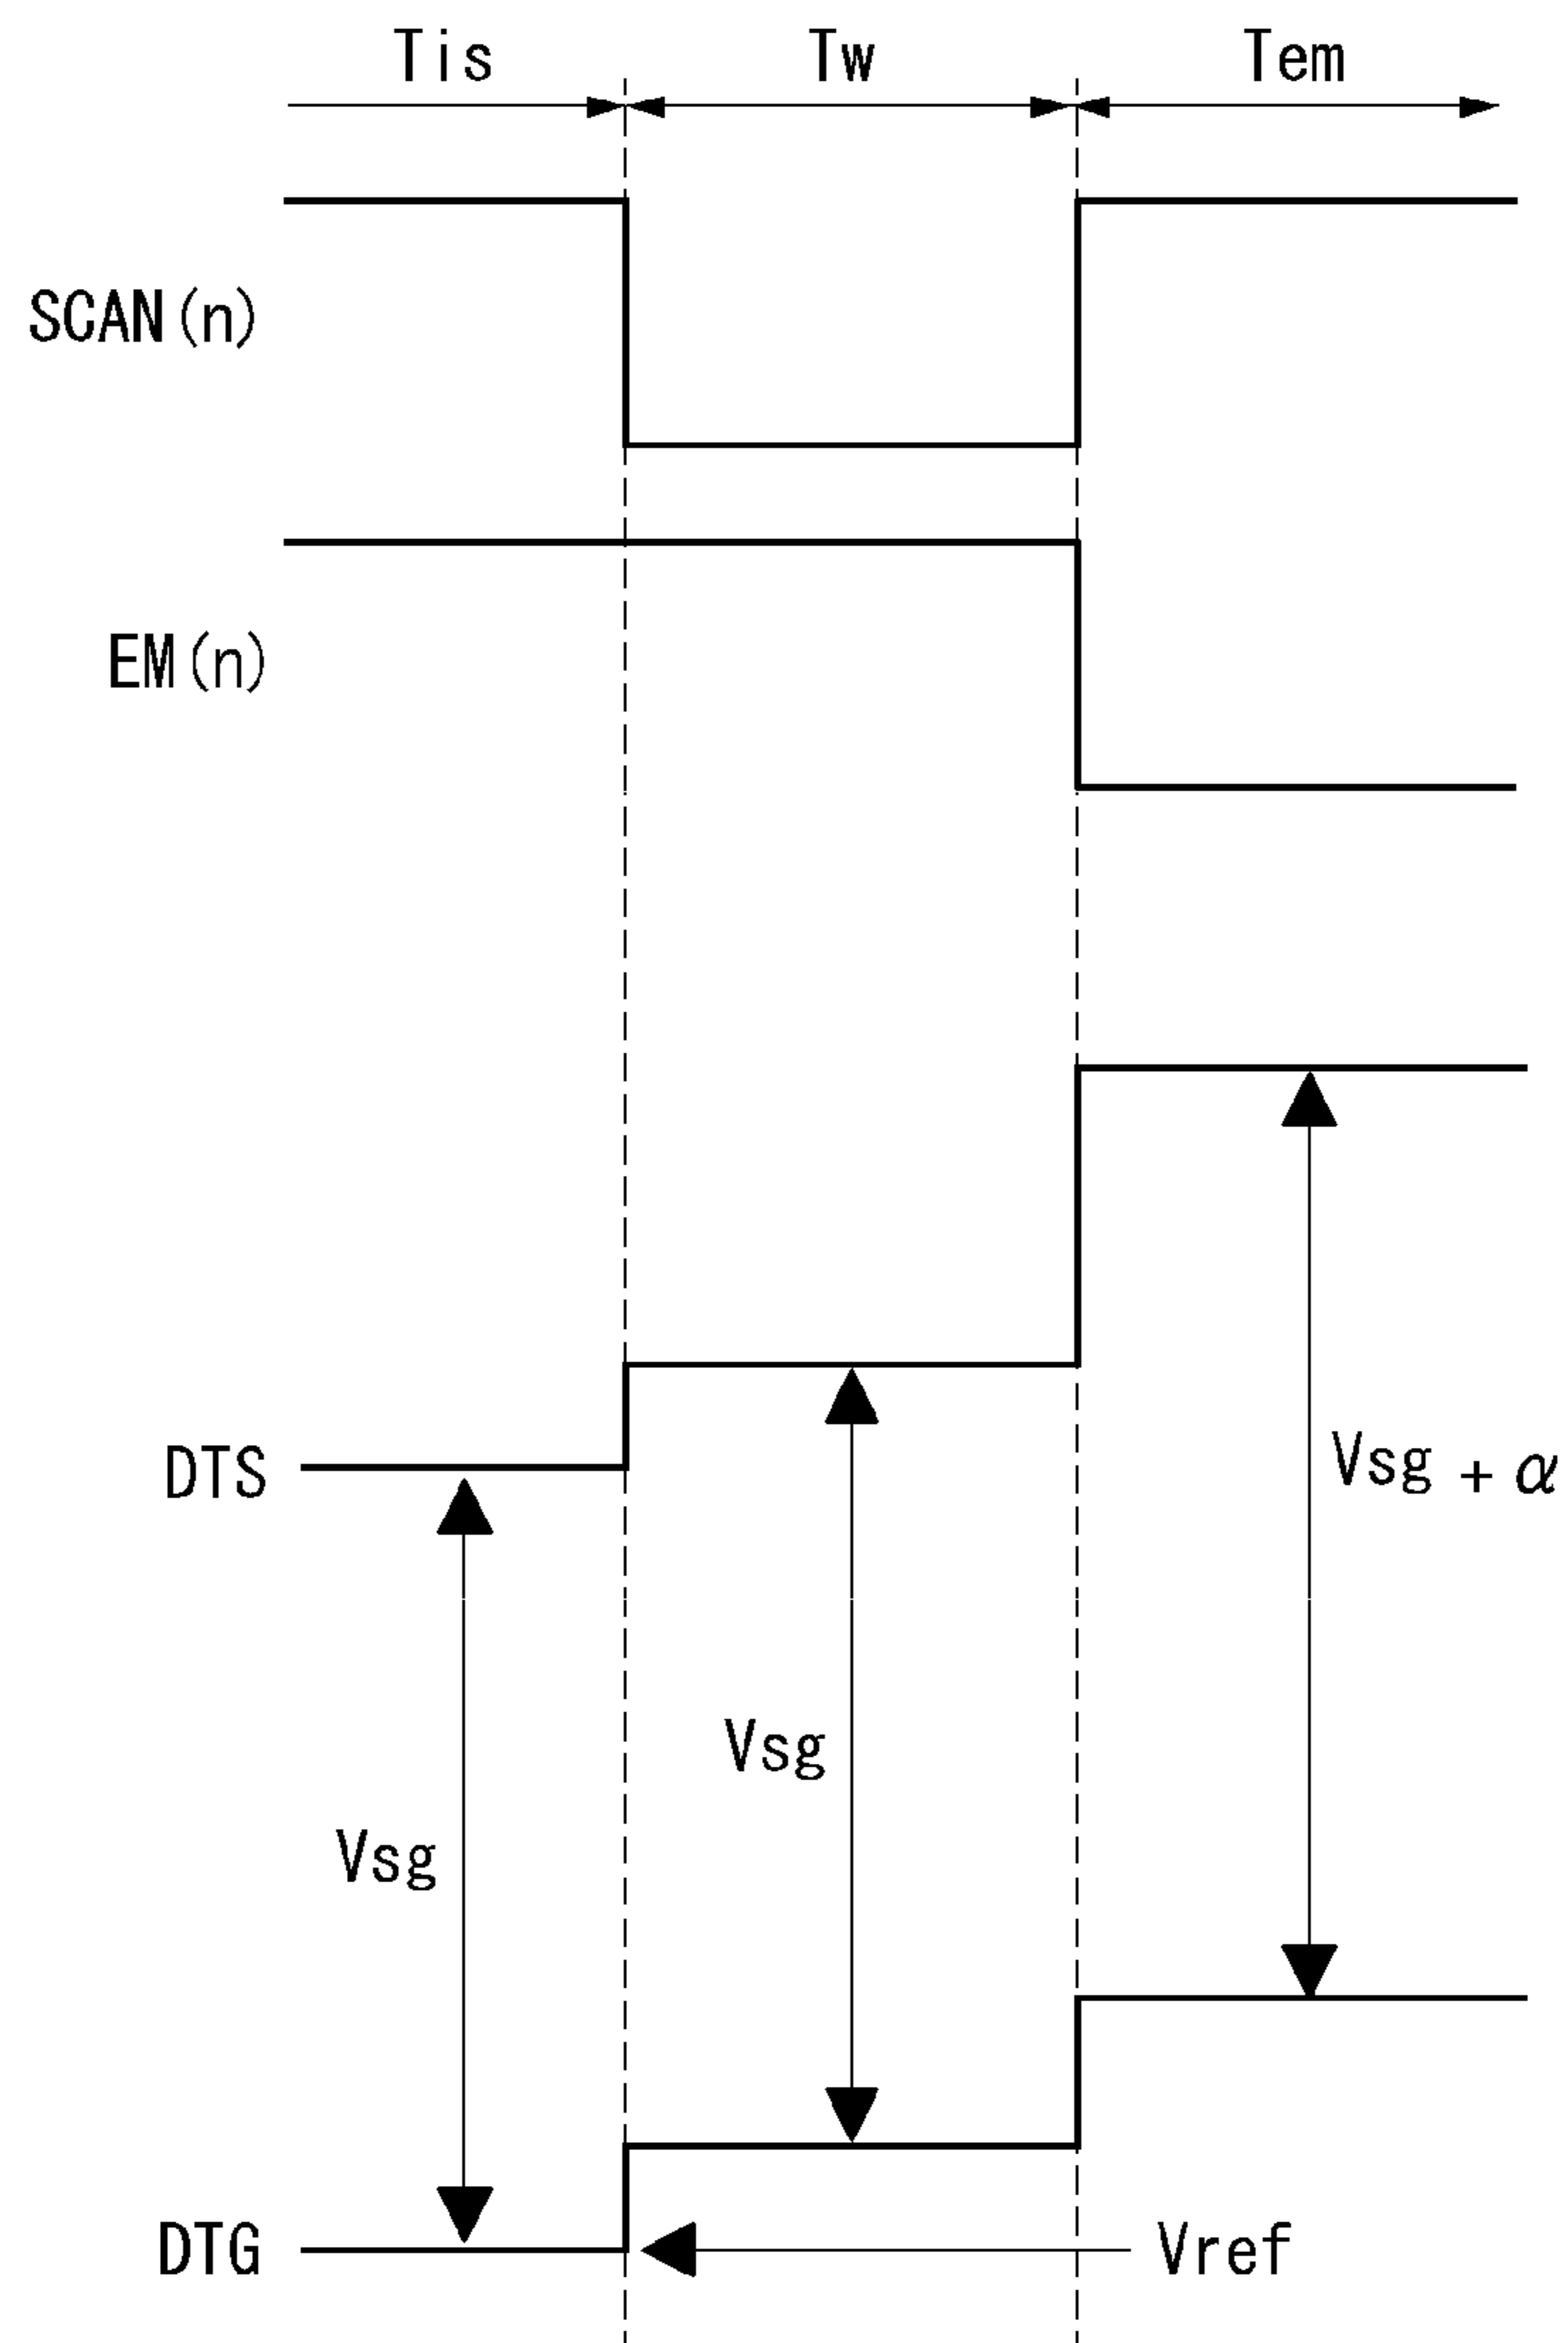 Tis Tw Tem
SCAN(n)
EM(n)
DTS
Vsg + α
Vsg
Vsg
DTG
Vref